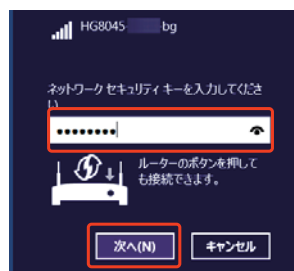 HG8045 bg
ネットワーク セキュリティ キーを入力してくださ
い
••••••••
ルーターのボタンを押して
も接続できます。
次へ(N) キャンセル